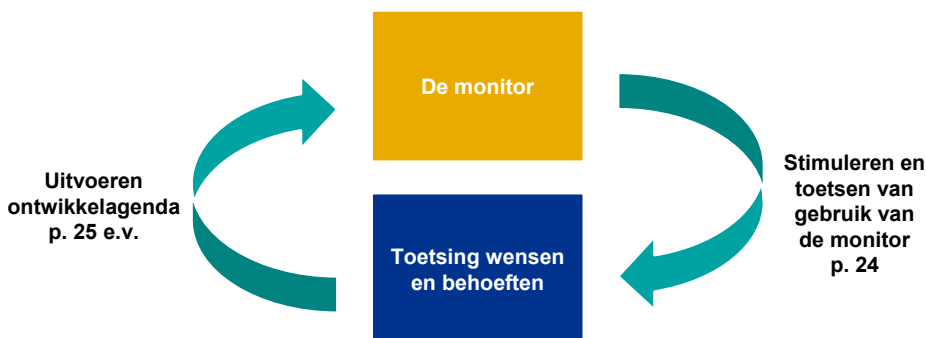 De monitor
Stimuleren en
toetsen van
gebruik van
de monitor
p. 24
Toetsing wensen
en behoeften
Uitvoeren
ontwikkelagenda
p. 25 e.v.